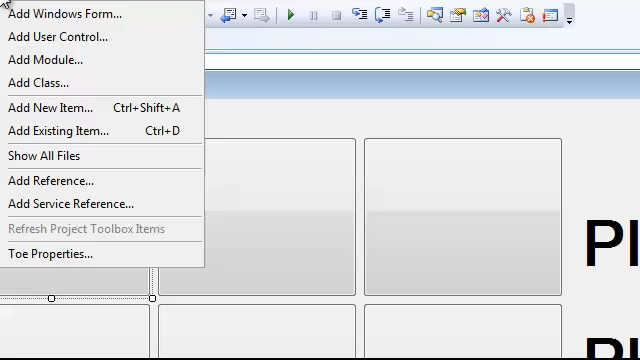 Add Windows Form...
Add User Control...
Add Module...
Add Class...
Add New Item... Ctrl+Shift+A
Add Existing Item... Ctrl+D
Show All Files
Add Reference...
Add Service Reference...
Refresh Project Toolbox Items
Toe Properties...
Pl